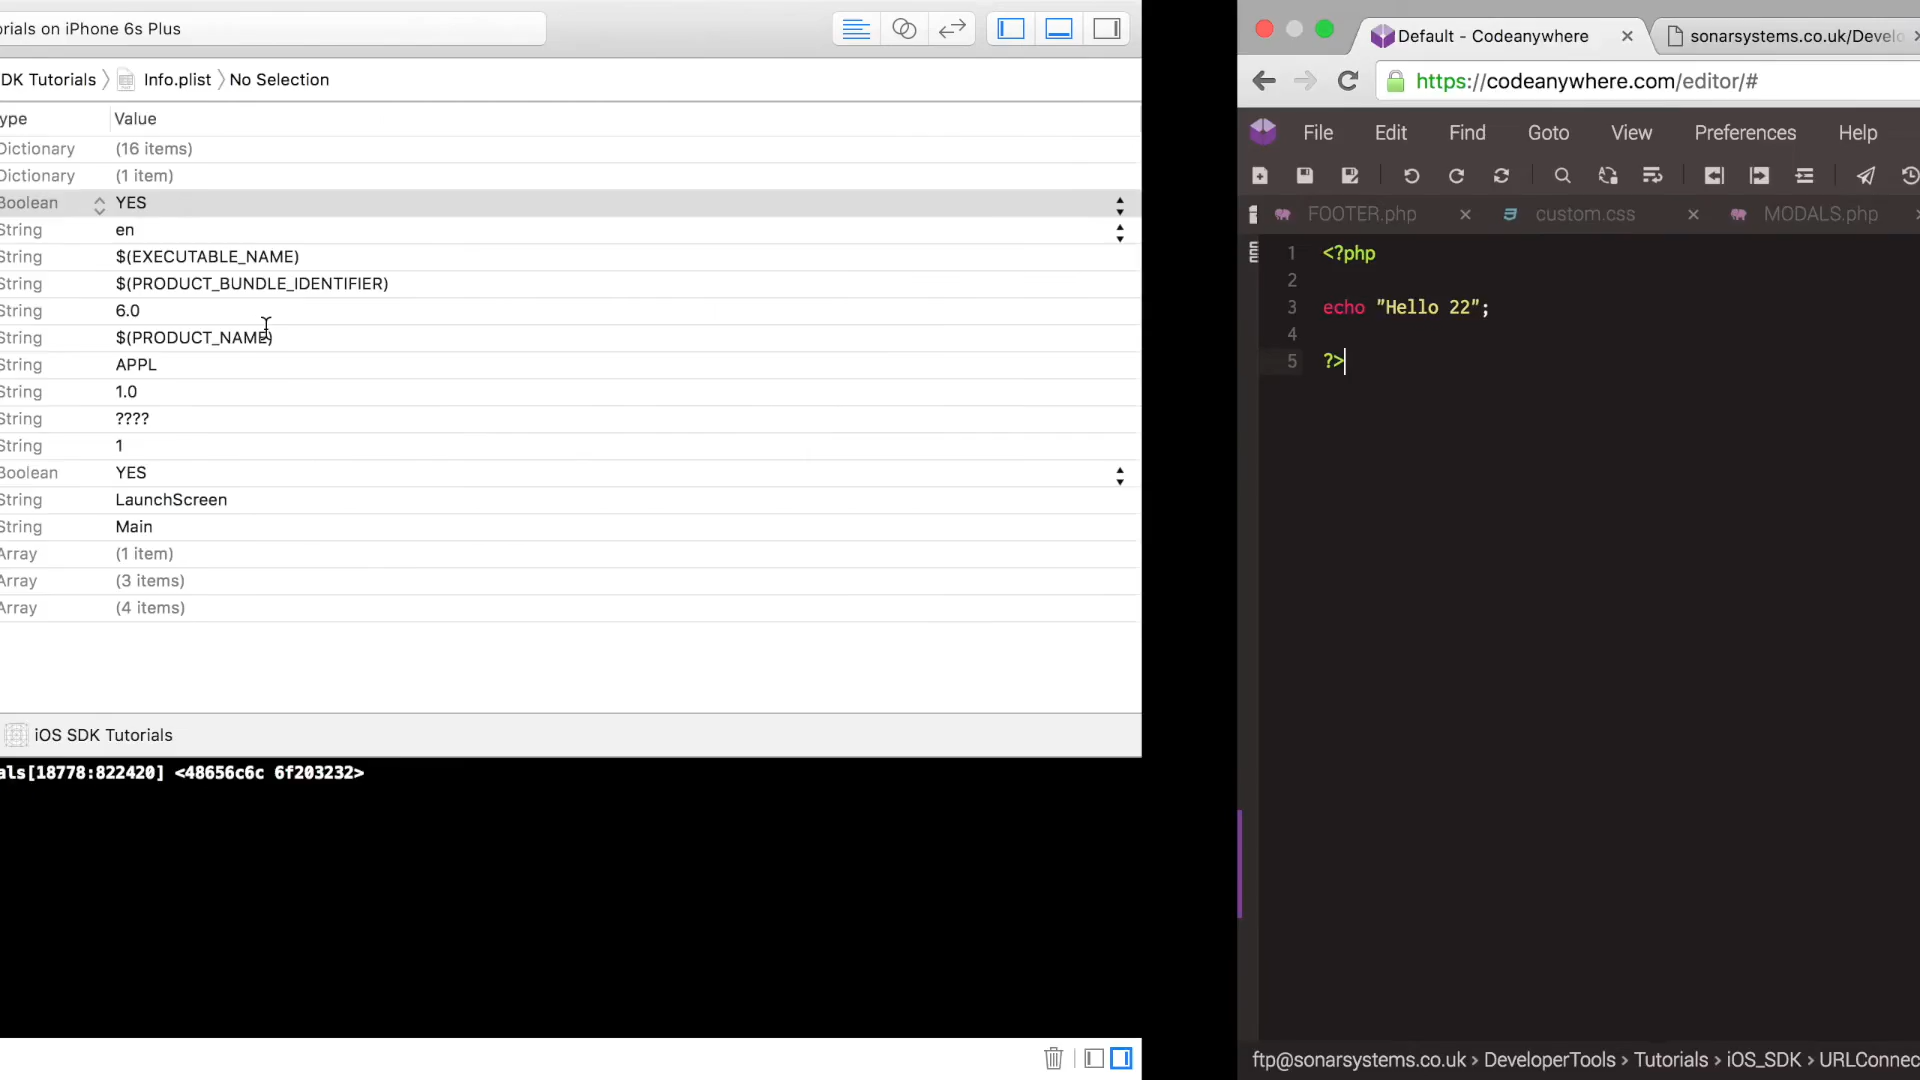 orials on iPhone 6s Plus
DK Tutorials 〉 Info.plist 〉 No Selection
ype Value
Dictionary (16 items)
Dictionary (1 item)
Boolean YES
String en
String $(EXECUTABLE_NAME)
String $(PRODUCT_BUNDLE_IDENTIFIER)
String 6.0
String $(PRODUCT_NAME)
String APPL
String 1.0
String ????
String 1
Boolean YES
String LaunchScreen
String Main
Array (1 item)
Array (3 items)
Array (4 items)
iOS SDK Tutorials
als[18778:822420] <48656c6c 6f203232>
Default - Codeanywhere
sonarsystems.co.uk/Develo
https://codeanywhere.com/editor/#
File Edit Find Goto View Preferences Help
FOOTER.php custom.css MODALS.php
1 <?php
2
3 echo "Hello 22";
4
5 ?>
ftp@sonarsystems.co.uk > DeveloperTools > Tutorials > iOS_SDK > URLConnec